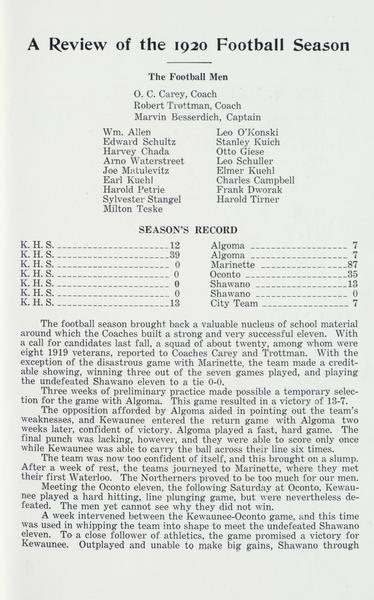 A Review of the 1920 Football Season
The Football Men
O. C. Carey, Coach
Robert Trottman, Coach
Marvin Besserdich, Captain
Wm. Allen
Edward Schultz
Harvey Chada
Arno Waterstreet
Joe Matulevitz
Earl Kuehl
Harold Petrie
Sylvester Stangel
Milton Teske
Leo O'Konski
Stanley Kuich
Otto Giese
Leo Schuller
Elmer Kuehl
Charles Campbell
Frank Dworak
Harold Tirner
SEASON'S RECORD
K. H. S. 12 Algoma 7
K. H. S. 39 Algoma 7
K. H. S. 0 Marinette 87
K. H. S. 0 Oconto 35
K. H. S. 0 Shawano 13
K. H. S. 0 Shawano 0
K. H. S. 13 City Team 7
The football season brought back a valuable nucleus of school material
around which the Coaches built a strong and very successful eleven. With
a call for candidates last fall, a squad of about twenty, among whom were
eight 1919 veterans, reported to Coaches Carey and Trottman. With the
exception of the disastrous game with Marinette, the team made a credit-
able showing, winning three out of the seven games played, and playing
the undefeated Shawano eleven to a tie 0-0.
Three weeks of preliminary practice made possible a temporary selec-
tion for the game with Algoma. This game resulted in a victory of 13-7.
The opposition afforded by Algoma aided in pointing out the team's
weaknesses, and Kewaunee entered the return game with Algoma two
weeks later, confident of victory. Algoma played a fast, hard game. The
final punch was lacking, however, and they were able to score only once
while Kewaunee was able to carry the ball across their line six times.
The team was now too confident of itself, and this brought on a slump.
After a week of rest, the teams journeyed to Marinette, where they met
their first Waterloo. The Northerners proved to be too much for our men.
Meeting the Oconto eleven, the following Saturday at Oconto, Kewau-
nee played a hard hitting, line plunging game, but were nevertheless de-
feated. The men yet cannot see why they did not win.
A week intervened between the Kewaunee-Oconto game, and this time
was used in whipping the team into shape to meet the undefeated Shawano
eleven. To a close follower of athletics, the game promised a victory for
Kewaunee. Outplayed and unable to make big gains, Shawano through